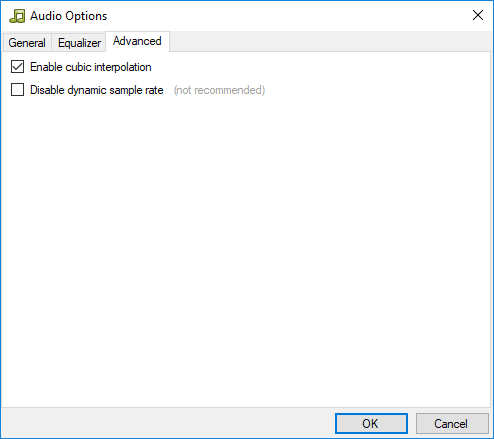 Audio Options
General Equalizer Advanced
Enable cubic interpolation
Disable dynamic sample rate (not recommended)
OK Cancel